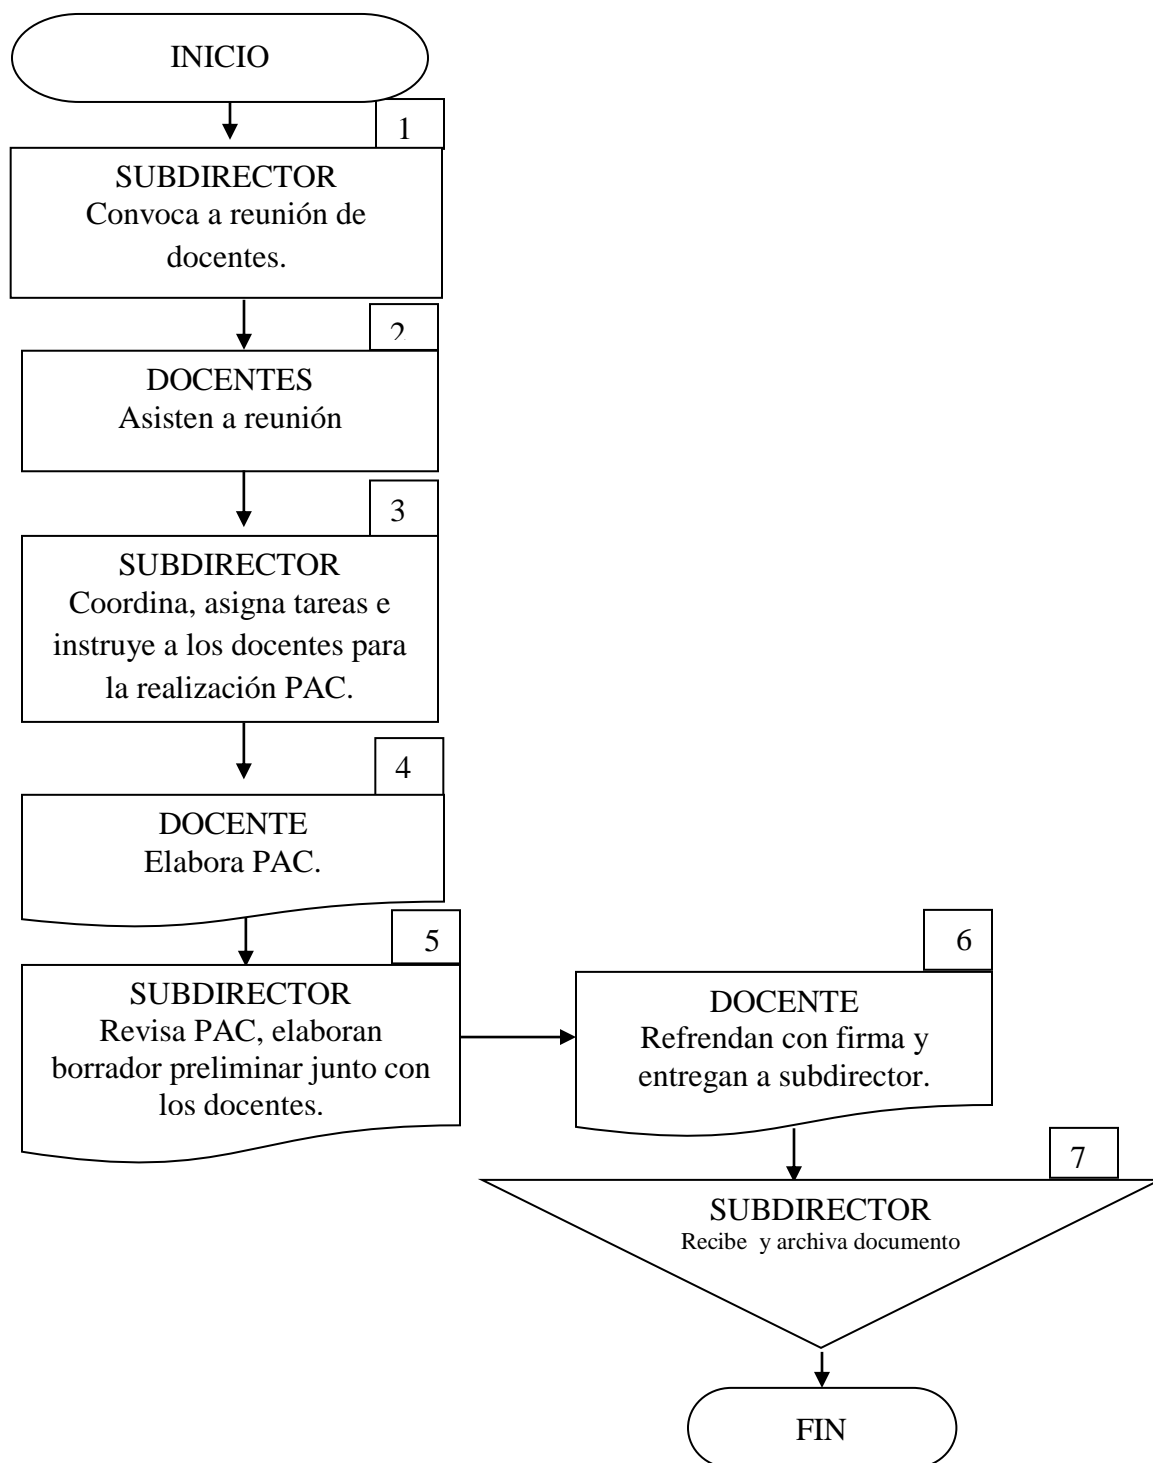 INICIO
1
SUBDIRECTOR
Convoca a reunión de
docentes.
2
DOCENTES
Asisten a reunión
3
SUBDIRECTOR
Coordina, asigna tareas e
instruye a los docentes para
la realización PAC.
4
DOCENTE
Elabora PAC.
5
SUBDIRECTOR
Revisa PAC, elaboran
borrador preliminar junto con
los docentes.
6
DOCENTE
Refrendan con firma y
entregan a subdirector.
7
SUBDIRECTOR
Recibe y archiva documento
FIN